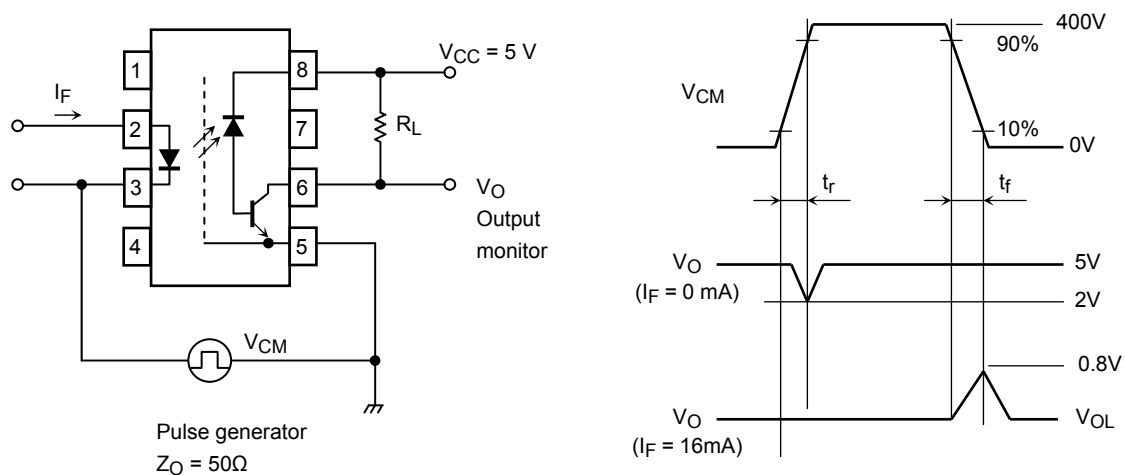 1
2
3
4
8
7
6
5
I_F
V_CC = 5 V
R_L
V_O
Output
monitor
V_CM
Pulse generator
Z_O = 50Ω
V_CM
400V
90%
10%
0V
t_r
t_f
V_O
(I_F = 0 mA)
5V
2V
0.8V
V_O
(I_F = 16mA)
V_OL